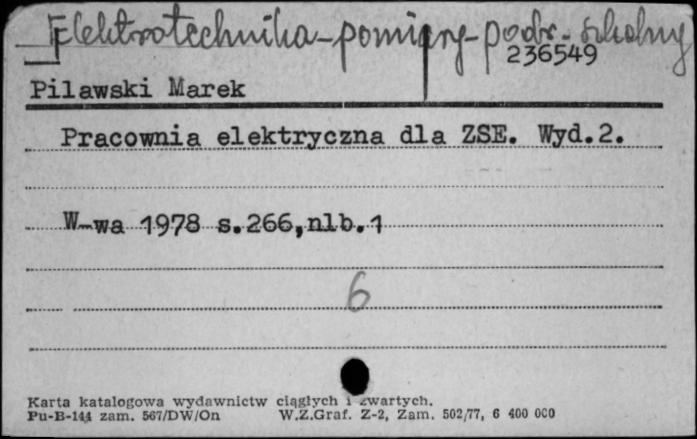 Elektrotechnika-pomiary-podr. szkolny
236549
Pilawski Marek
Pracownia elektryczna dla ZSE. Wyd.2.
W-wa 1978 s.266,nlb.1
6
Karta katalogowa wydawnictw ciągłych i zwartych.
Pu-B-144 zam. 567/DW/On W.Z.Graf. Z-2, Zam. 502/77, 6 400 000